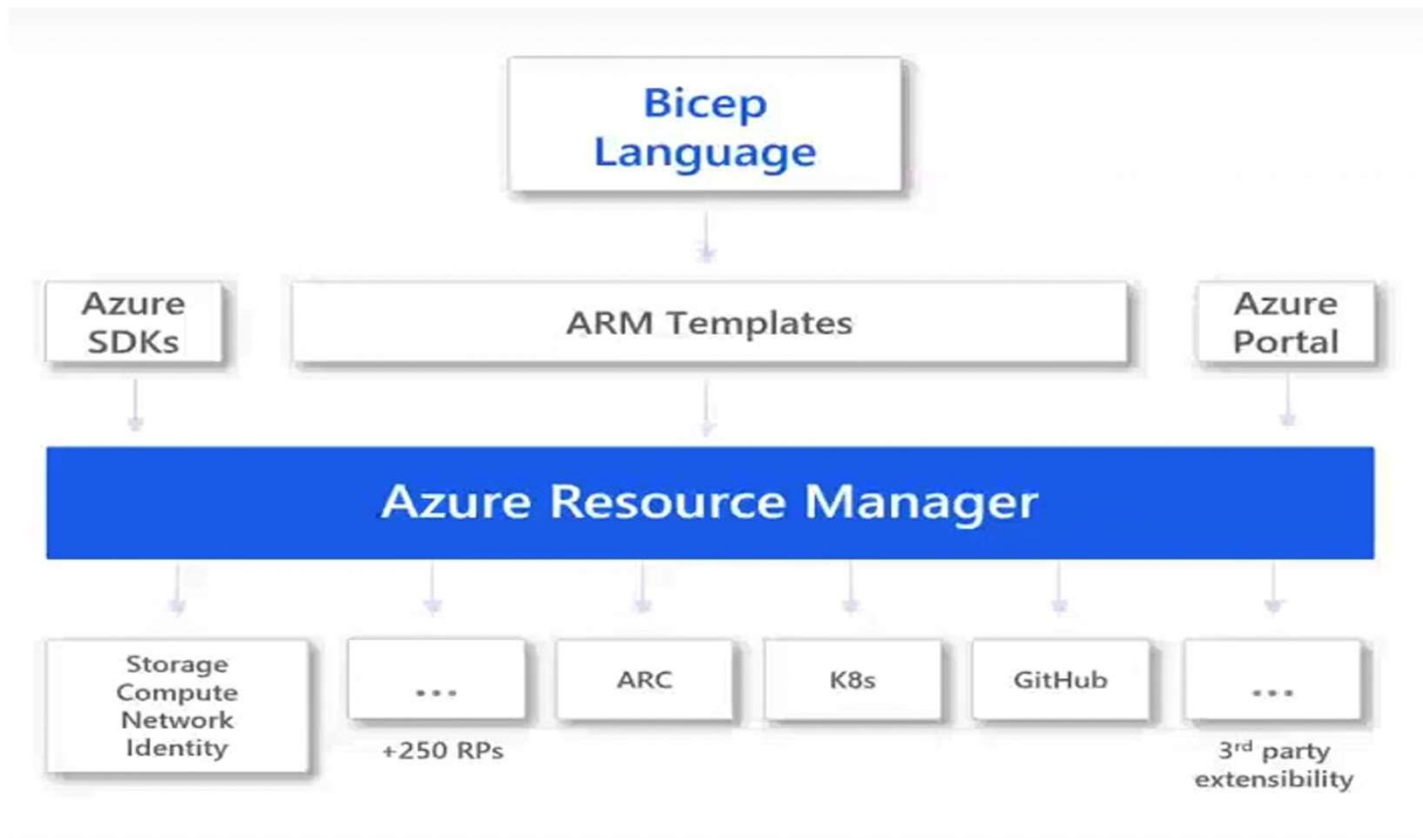 Bicep
Language
Azure
SDKs
ARM Templates
Azure
Portal
Azure Resource Manager
Storage
Compute
Network
Identity
...
+250 RPs
ARC
K8s
GitHub
...
3rd party
extensibility